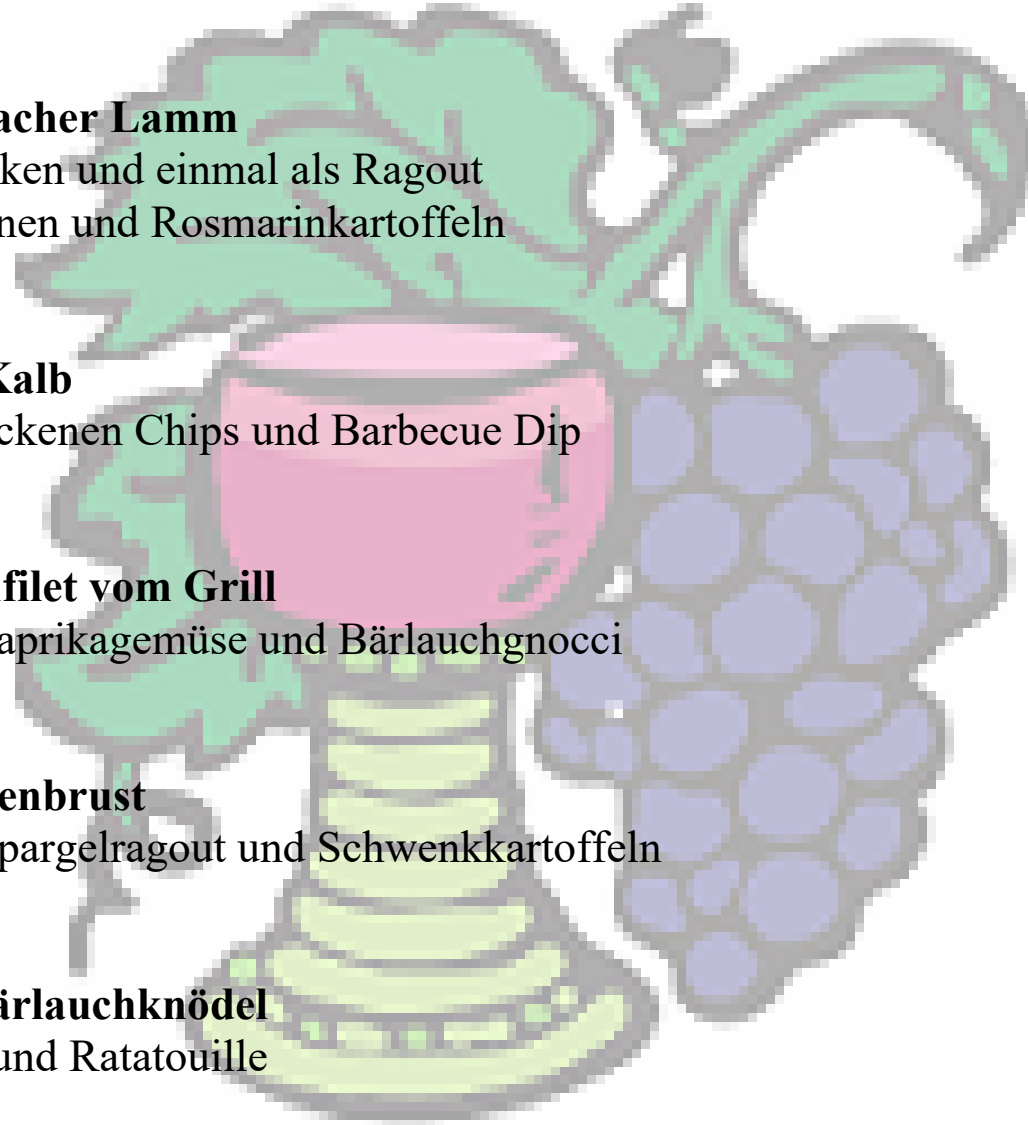 acher Lamm
ken und einmal als Ragout
nen und Rosmarinkartoffeln
Kalb
ckenen Chips und Barbecue Dip
filet vom Grill
aprikagemüse und Bärlauchgnocci
enbrust
pargelragout und Schwenkkartoffeln
ärlauchknödel
und Ratatouille